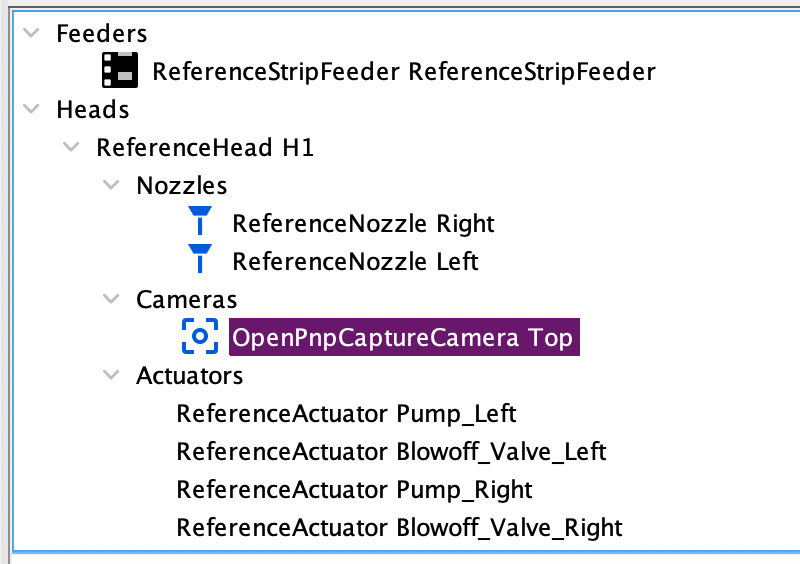 Feeders
ReferenceStripFeeder ReferenceStripFeeder
Heads
ReferenceHead H1
Nozzles
ReferenceNozzle Right
ReferenceNozzle Left
Cameras
OpenPnpCaptureCamera Top
Actuators
ReferenceActuator Pump_Left
ReferenceActuator Blowoff_Valve_Left
ReferenceActuator Pump_Right
ReferenceActuator Blowoff_Valve_Right